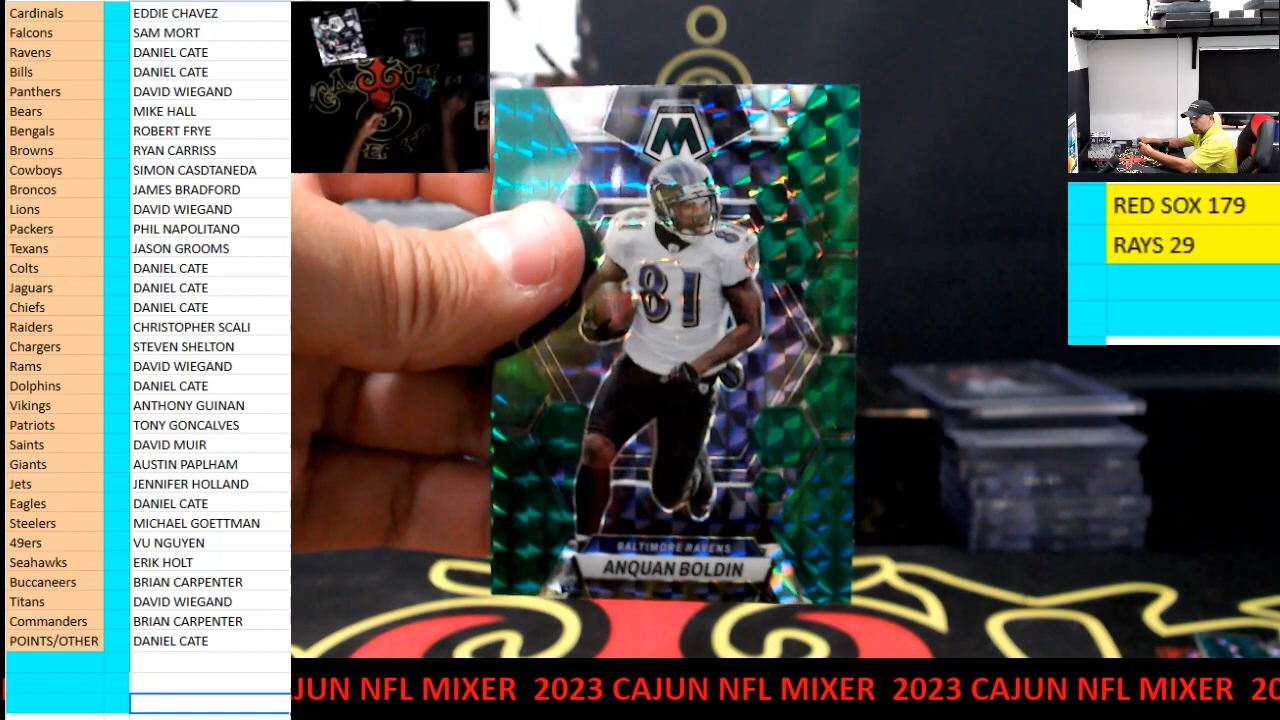 Cardinals EDDIE CHAVEZ
Falcons SAM MORT
Ravens DANIEL CATE
Bills DANIEL CATE
Panthers DAVID WIEGAND
Bears MIKE HALL
Bengals ROBERT FRYE
Browns RYAN CARRISS
Cowboys SIMON CASDTANEDA
Broncos JAMES BRADFORD
Lions DAVID WIEGAND
Packers PHIL NAPOLITANO
Texans JASON GROOMS
Colts DANIEL CATE
Jaguars DANIEL CATE
Chiefs DANIEL CATE
Raiders CHRISTOPHER SCALI
Chargers STEVEN SHELTON
Rams DAVID WIEGAND
Dolphins DANIEL CATE
Vikings ANTHONY GUINAN
Patriots TONY GONCALVES
Saints DAVID MUIR
Giants AUSTIN PAPLHAM
Jets JENNIFER HOLLAND
Eagles DANIEL CATE
Steelers MICHAEL GOETTMAN
49ers VU NGUYEN
Seahawks ERIK HOLT
Buccaneers BRIAN CARPENTER
Titans DAVID WIEGAND
Commanders BRIAN CARPENTER
POINTS/OTHER DANIEL CATE
M
81
81
BALTIMORE RAVENS
ANQUAN BOLDIN
RED SOX 179
RAYS 29
JUN NFL MIXER 2023 CAJUN NFL MIXER 2023 CAJUN NFL MIXER 20